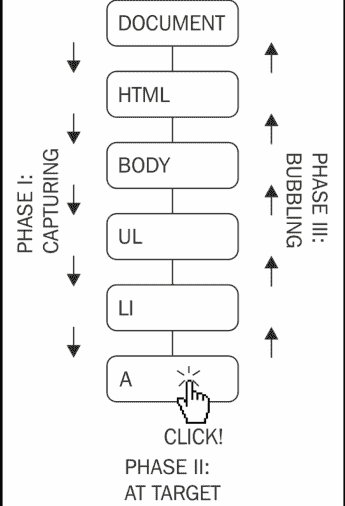 DOCUMENT
HTML
BODY
PHASE I:
CAPTURING
PHASE III:
BUBBLING
UL
LI
A
CLICK!
PHASE II:
AT TARGET